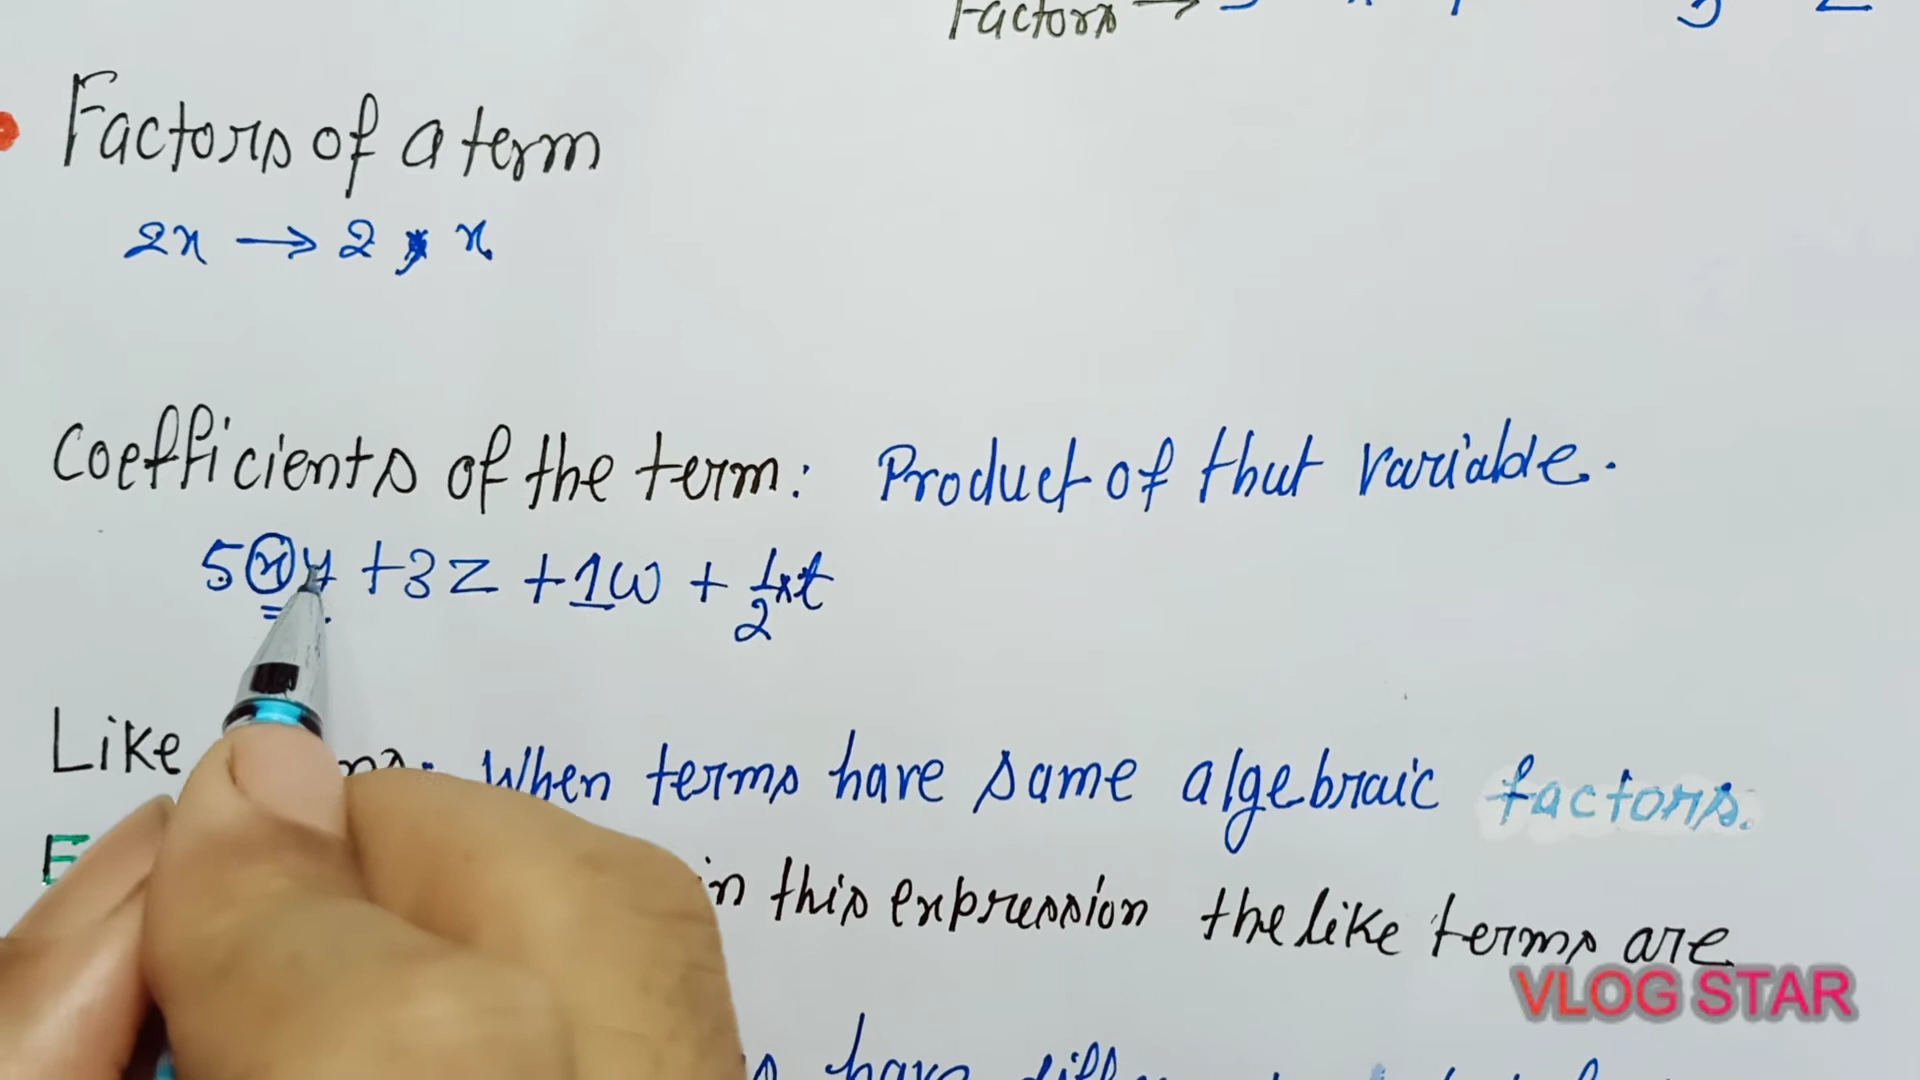 Factors →
Factors of a term
2x → 2, x
Coefficients of the term: Product of that variable.
5xy + 3z + 1w + 1/2 × t
Like When terms have same algebraic factors.
in this expression the like terms are
have
VLOG STAR